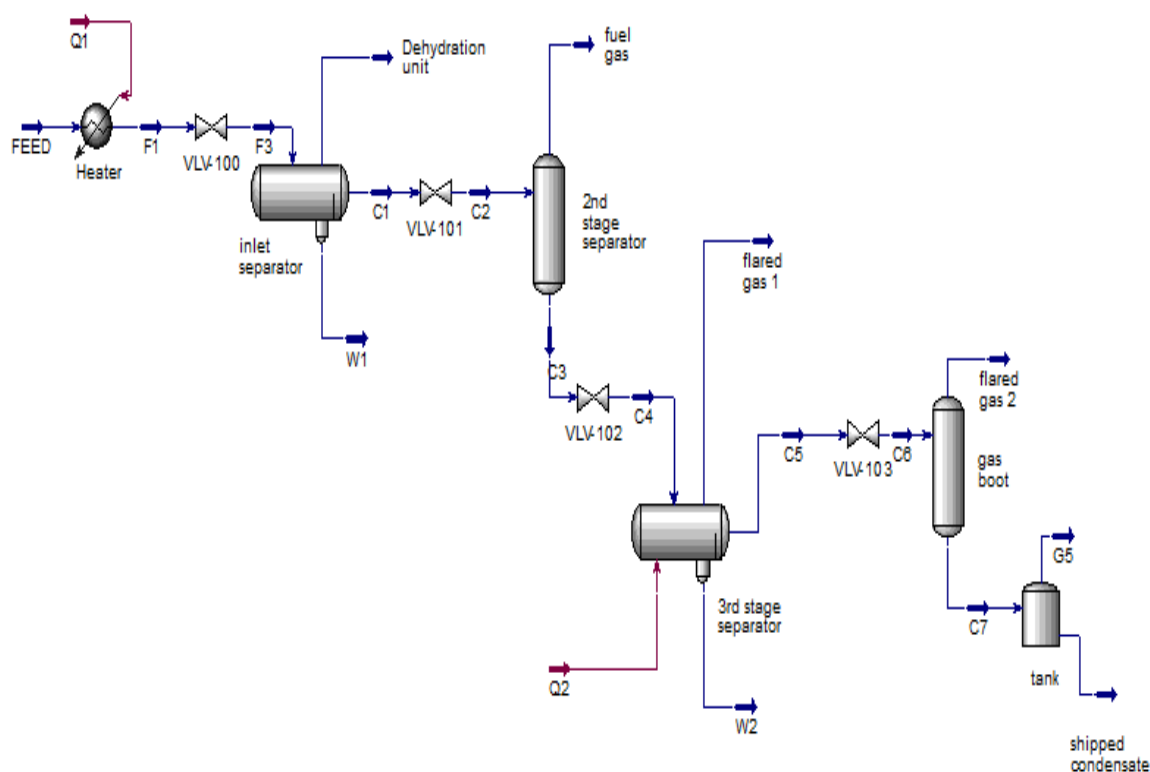 Q1
FEED
Heater
F1
VLV-100
F3
Dehydration
unit
inlet
separator
W1
C1
VLV-101
C2
fuel
gas
2nd
stage
separator
C3
VLV-102
C4
flared
gas 1
3rd stage
separator
Q2
W2
C5
VLV-103
C6
flared
gas 2
gas
boot
C7
G5
tank
shipped
condensate